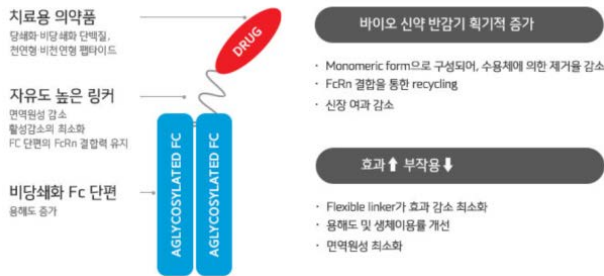 치료용 의약품
당쇄화 비당쇄화 단백질,
천연형 비천연형 펩타이드
자유도 높은 링커
면역원성 감소
활성감소의 최소화
FC 단편의 FcRn 결합력 유지
비당쇄화 Fc 단편
용해도 증가
DRUG
AGLYCOSYLATED FC
AGLYCOSYLATED FC
바이오 신약 반감기 획기적 증가
· Monomeric form으로 구성되어, 수용체에 의한 제거율 감소
· FcRn 결합을 통한 recycling
· 신장 여과 감소
효과⬆ 부작용⬇
· Flexible linker가 효과 감소 최소화
· 용해도 및 생체이용률 개선
· 면역원성 최소화